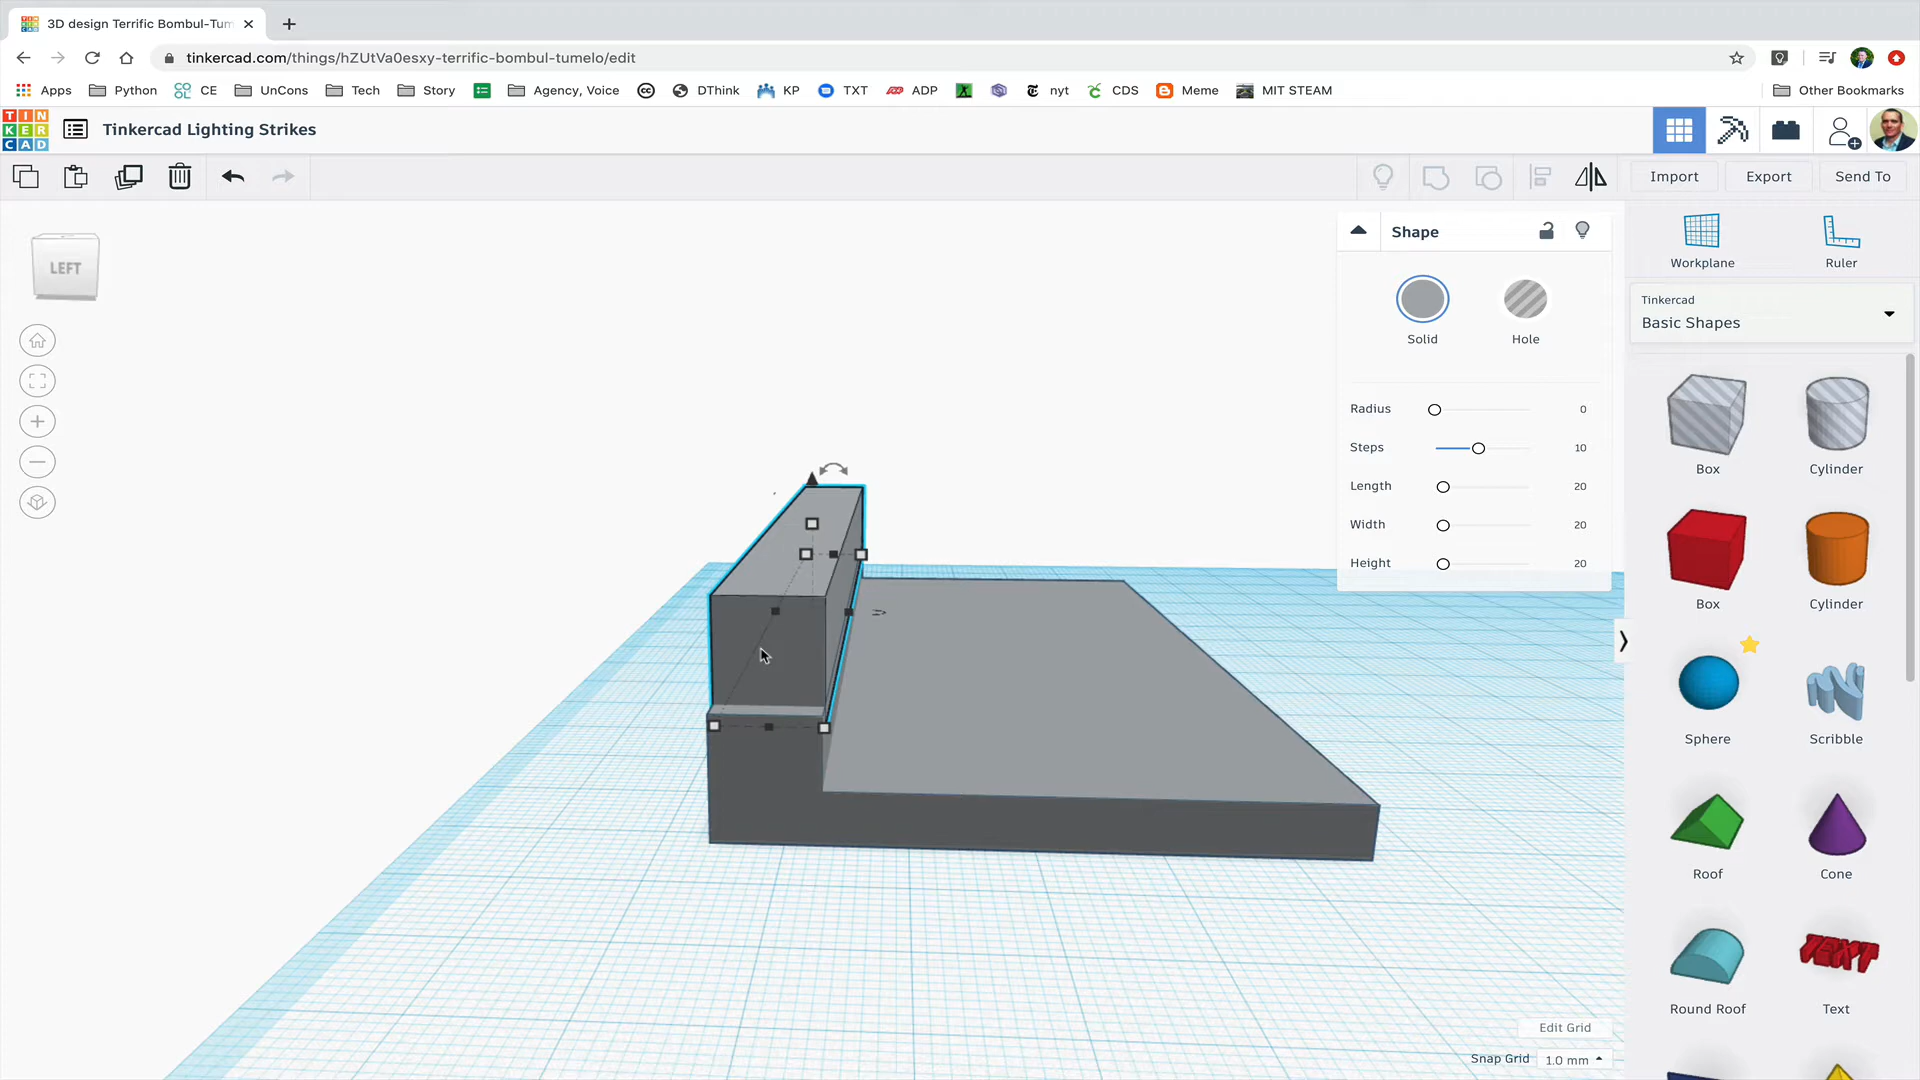 3D design Terrific Bombul-Tum
tinkercad.com/things/hZUtVa0esxy-terrific-bombul-tumelo/edit
Apps Python CE UnCons Tech Story Agency, Voice DThink KP TXT ADP nyt CDS Meme MIT STEAM Other Bookmarks
TIN
KER
CAD
Tinkercad Lighting Strikes
Import Export Send To
LEFT
Shape
Solid Hole
Radius 0
Steps 10
Length 20
Width 20
Height 20
Workplane Ruler
Tinkercad
Basic Shapes
Box Cylinder
Box Cylinder
Sphere Scribble
Roof Cone
TEXT
Round Roof Text
Edit Grid
Snap Grid 1.0 mm